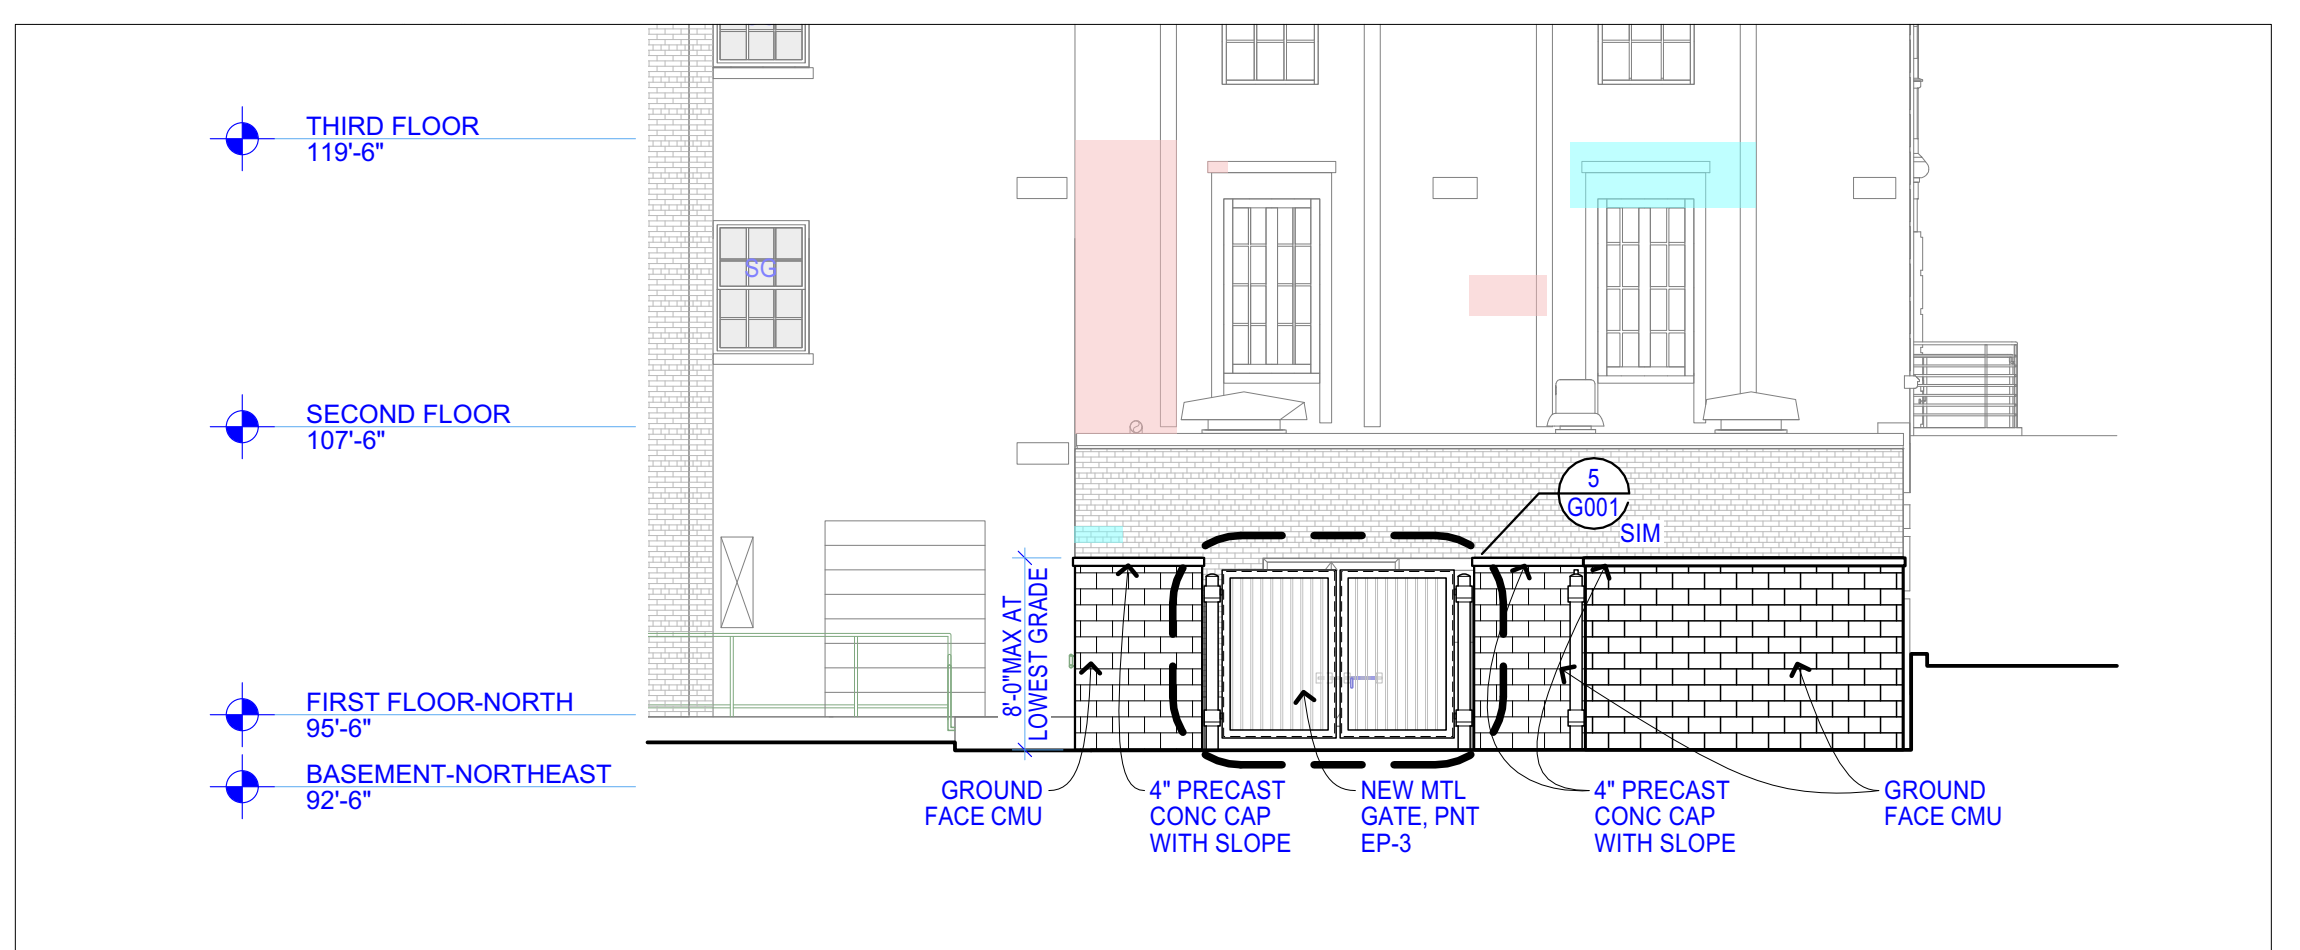 THIRD FLOOR
119'-6"
SG
SECOND FLOOR
107'-6"
5
G001
SIM
8'-0"MAX AT
LOWEST GRADE
FIRST FLOOR-NORTH
95'-6"
BASEMENT-NORTHEAST
92'-6"
GROUND
FACE CMU
4" PRECAST
CONC CAP
WITH SLOPE
NEW MTL
GATE, PNT
EP-3
4" PRECAST
CONC CAP
WITH SLOPE
GROUND
FACE CMU